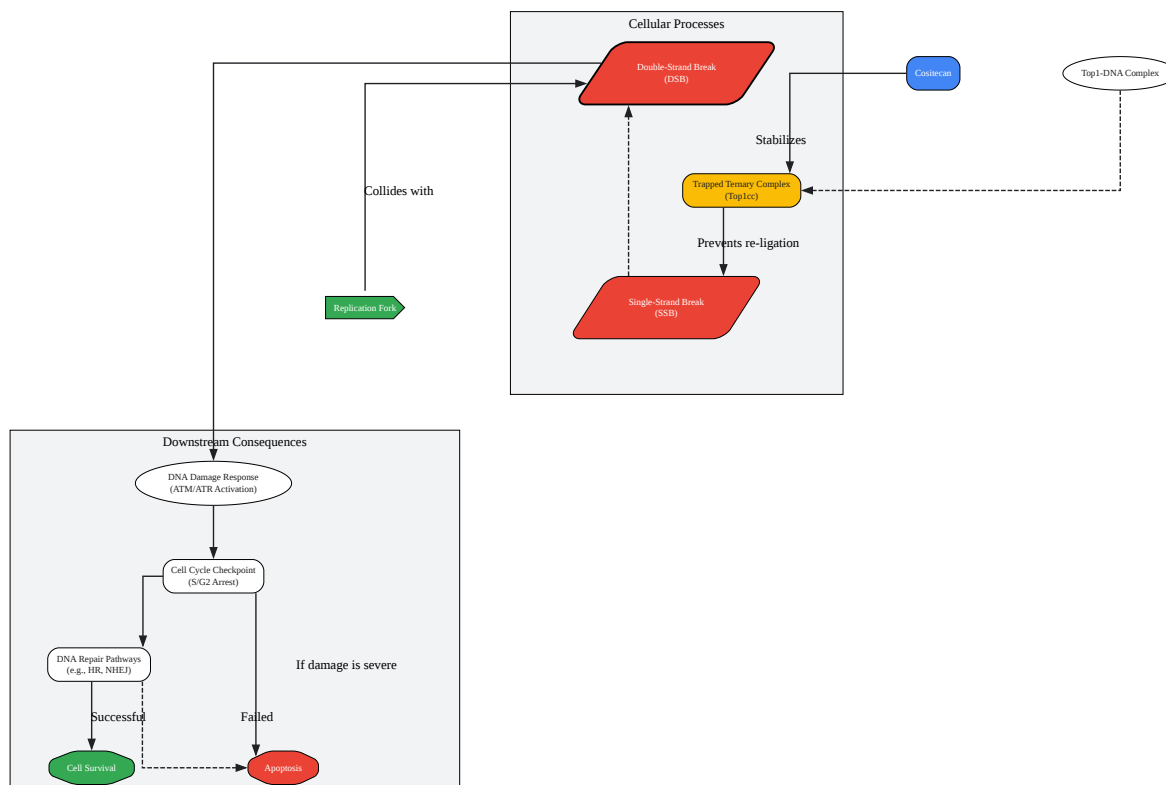 Cellular Processes
Double-Strand Break
(DSB)
Cositecan
Top1-DNA Complex
Stabilizes
Trapped Ternary Complex
(Top1cc)
Collides with
Prevents re-ligation
Replication Fork
Single-Strand Break
(SSB)
Downstream Consequences
DNA Damage Response
(ATM/ATR Activation)
Cell Cycle Checkpoint
(S/G2 Arrest)
DNA Repair Pathways
(e.g., HR, NHEJ)
If damage is severe
Successful
Failed
Cell Survival
Apoptosis